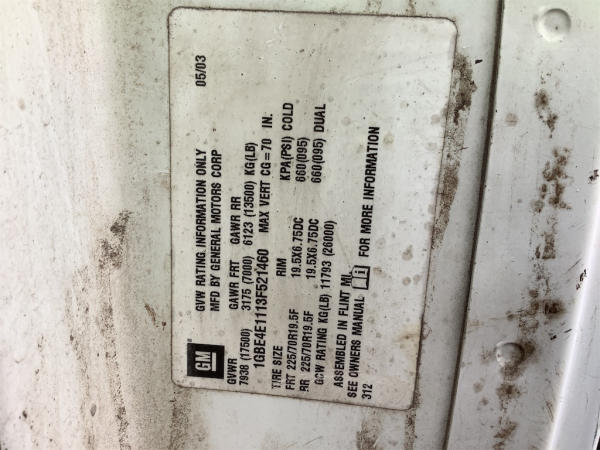 GVW RATING INFORMATION ONLY 05/03
GM MFD BY GENERAL MOTORS CORP
GVWR GAWR FRT GAWR RR
7938 (17500) 3175 (7000) 6123 (13500) KG(LB)
1GBE4E1113F521460 MAX VERT CG=70 IN.
TIRE SIZE RIM KPA(PSI) COLD
FRT 225/70R19.5F 19.5X6.75DC 660(095)
RR 225/70R19.5F 19.5X6.75DC 660(095) DUAL
GCW RATING KG(LB) 11793 (26000)
ASSEMBLED IN FLINT MI.
SEE OWNERS MANUAL i FOR MORE INFORMATION
312